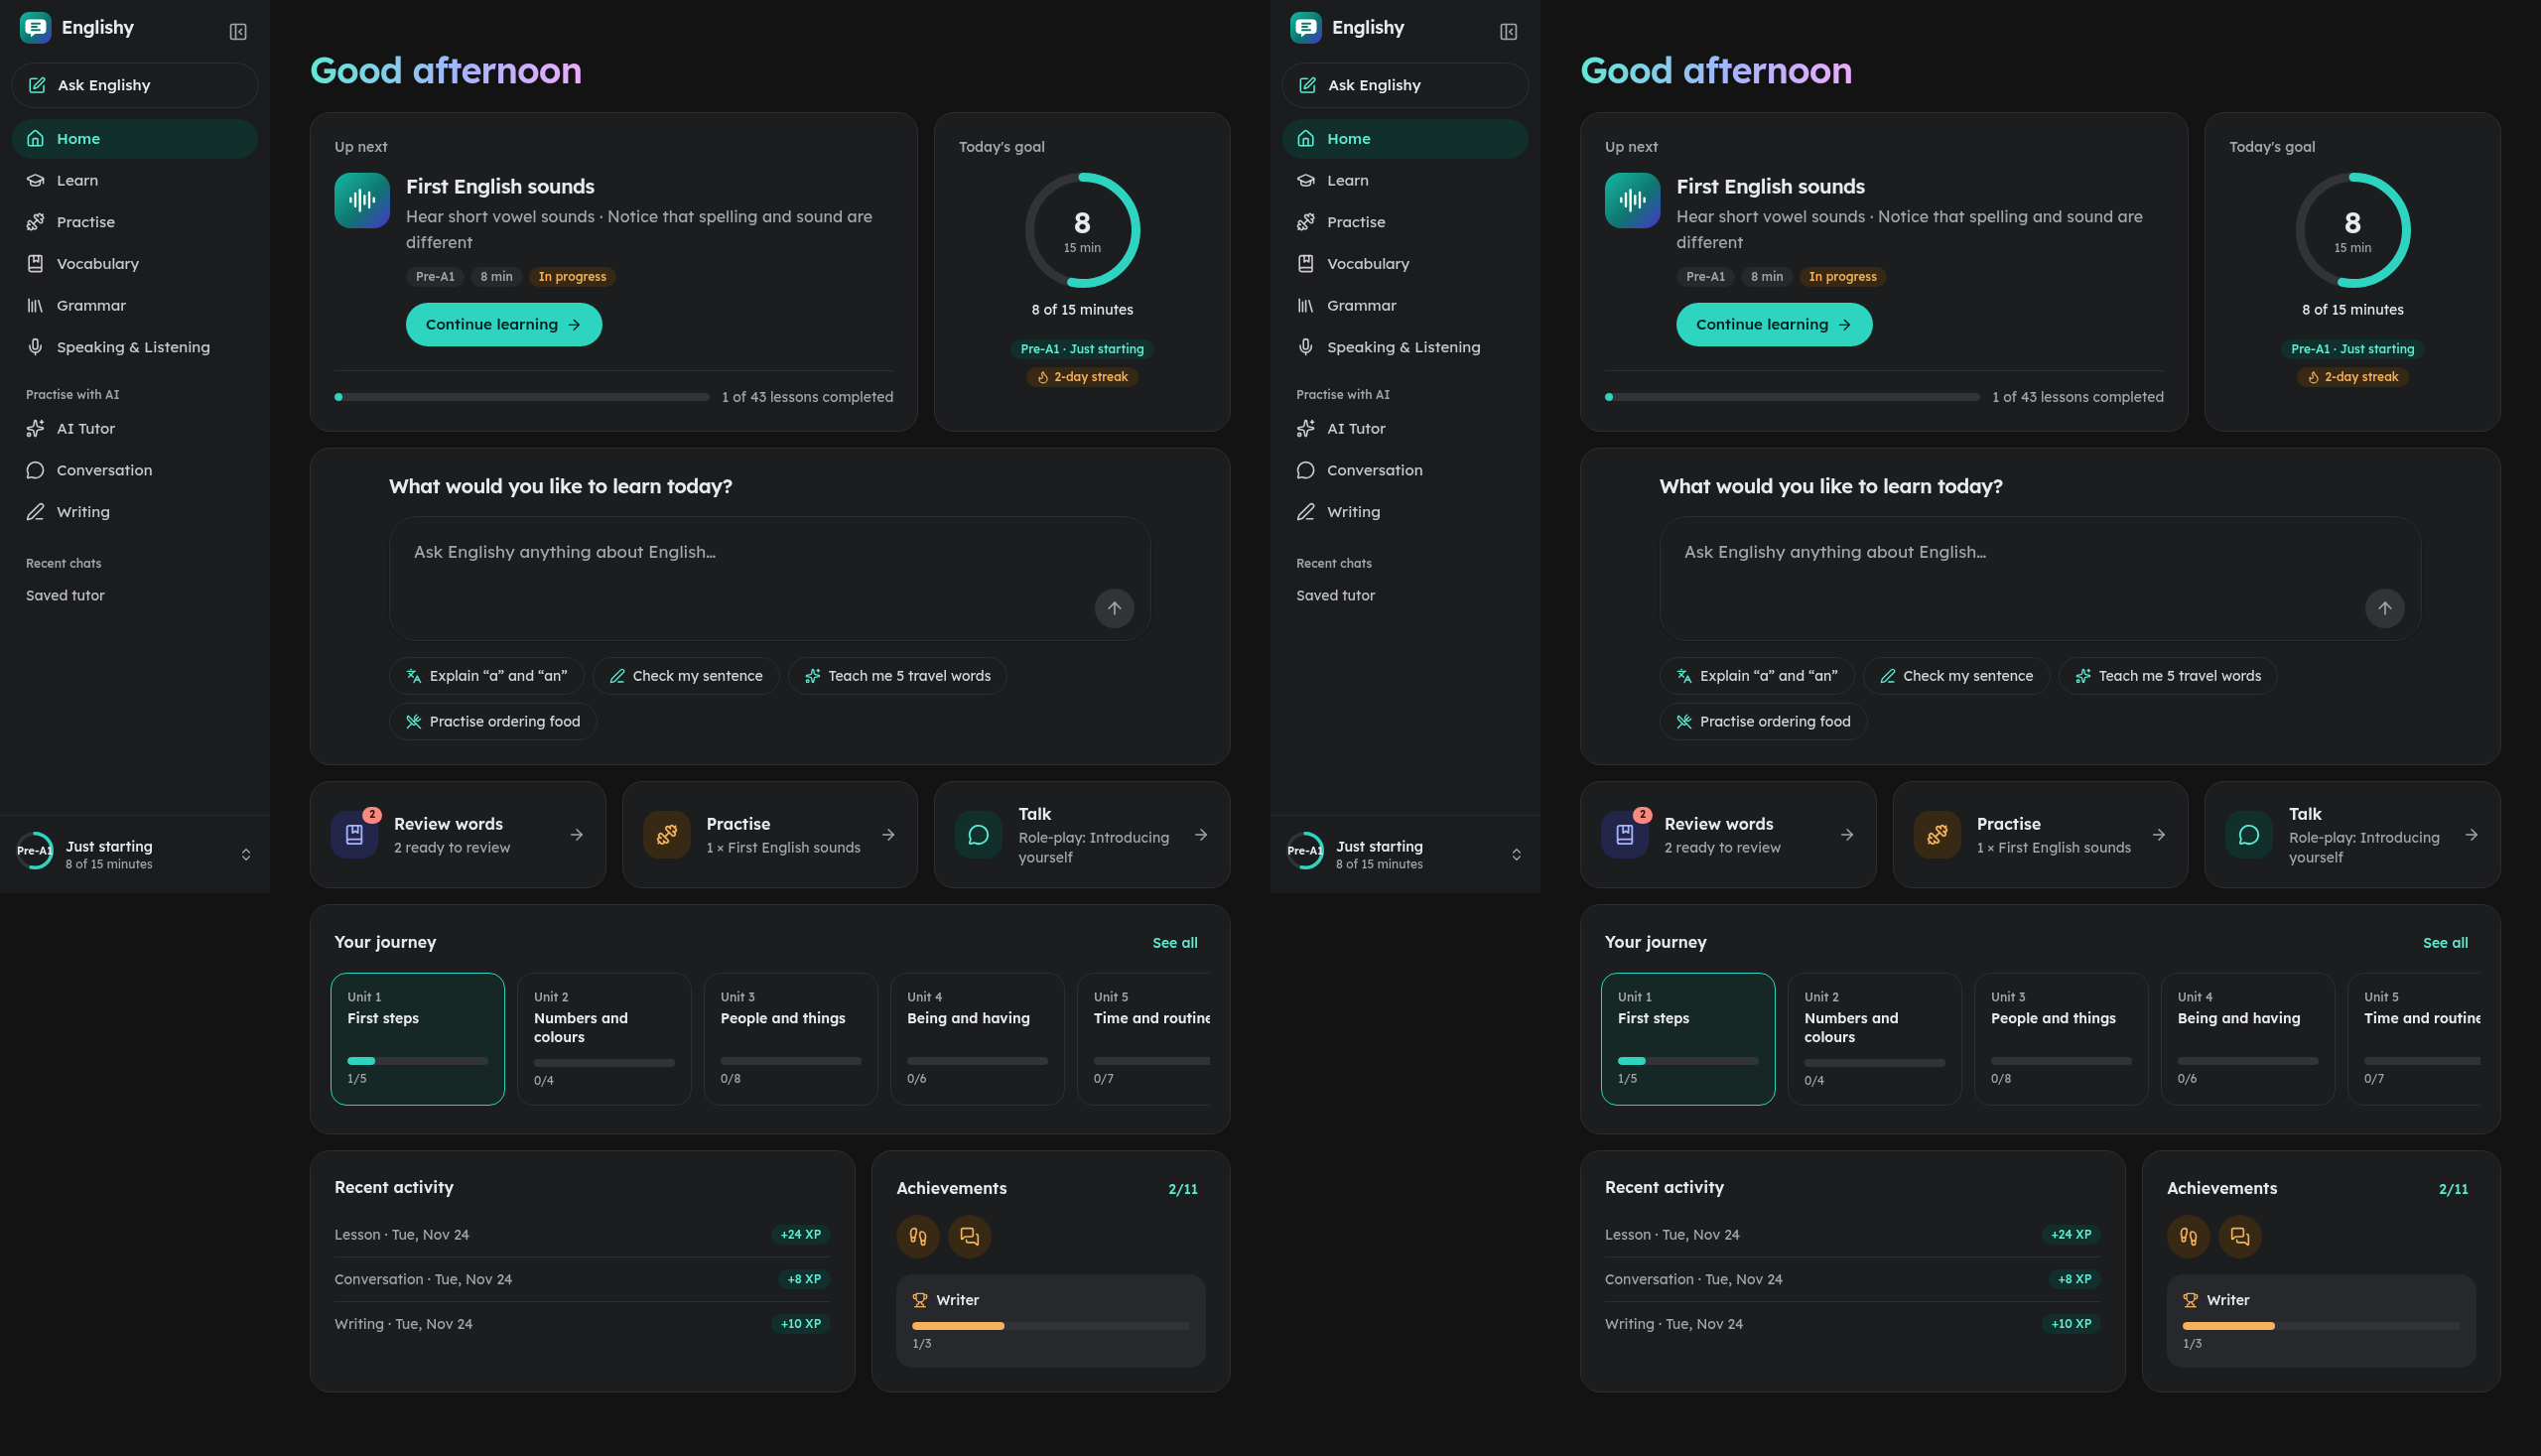 Englishy
Ask Englishy
Home
Learn
Practise
Vocabulary
Grammar
Speaking & Listening
Practise with AI
AI Tutor
Conversation
Writing
Recent chats
Saved tutor
Pre-A1
Just starting
8 of 15 minutes
Good afternoon
Up next
First English sounds
Hear short vowel sounds · Notice that spelling and sound are
different
Pre-A1
8 min
In progress
Continue learning
1 of 43 lessons completed
Today's goal
8
15 min
8 of 15 minutes
Pre-A1 · Just starting
2-day streak
What would you like to learn today?
Ask Englishy anything about English...
Explain “a” and “an”
Check my sentence
Teach me 5 travel words
Practise ordering food
2
Review words
2 ready to review
Practise
1 × First English sounds
Talk
Role-play: Introducing
yourself
Your journey
See all
Unit 1
First steps
1/5
Unit 2
Numbers and
colours
0/4
Unit 3
People and things
0/8
Unit 4
Being and having
0/6
Unit 5
Time and routine
0/7
Recent activity
Lesson · Tue, Nov 24
+24 XP
Conversation · Tue, Nov 24
+8 XP
Writing · Tue, Nov 24
+10 XP
Achievements
2/11
Writer
1/3
Englishy
Ask Englishy
Home
Learn
Practise
Vocabulary
Grammar
Speaking & Listening
Practise with AI
AI Tutor
Conversation
Writing
Recent chats
Saved tutor
Pre-A1
Just starting
8 of 15 minutes
Good afternoon
Up next
First English sounds
Hear short vowel sounds · Notice that spelling and sound are
different
Pre-A1
8 min
In progress
Continue learning
1 of 43 lessons completed
Today's goal
8
15 min
8 of 15 minutes
Pre-A1 · Just starting
2-day streak
What would you like to learn today?
Ask Englishy anything about English...
Explain “a” and “an”
Check my sentence
Teach me 5 travel words
Practise ordering food
2
Review words
2 ready to review
Practise
1 × First English sounds
Talk
Role-play: Introducing
yourself
Your journey
See all
Unit 1
First steps
1/5
Unit 2
Numbers and
colours
0/4
Unit 3
People and things
0/8
Unit 4
Being and having
0/6
Unit 5
Time and routine
0/7
Recent activity
Lesson · Tue, Nov 24
+24 XP
Conversation · Tue, Nov 24
+8 XP
Writing · Tue, Nov 24
+10 XP
Achievements
2/11
Writer
1/3